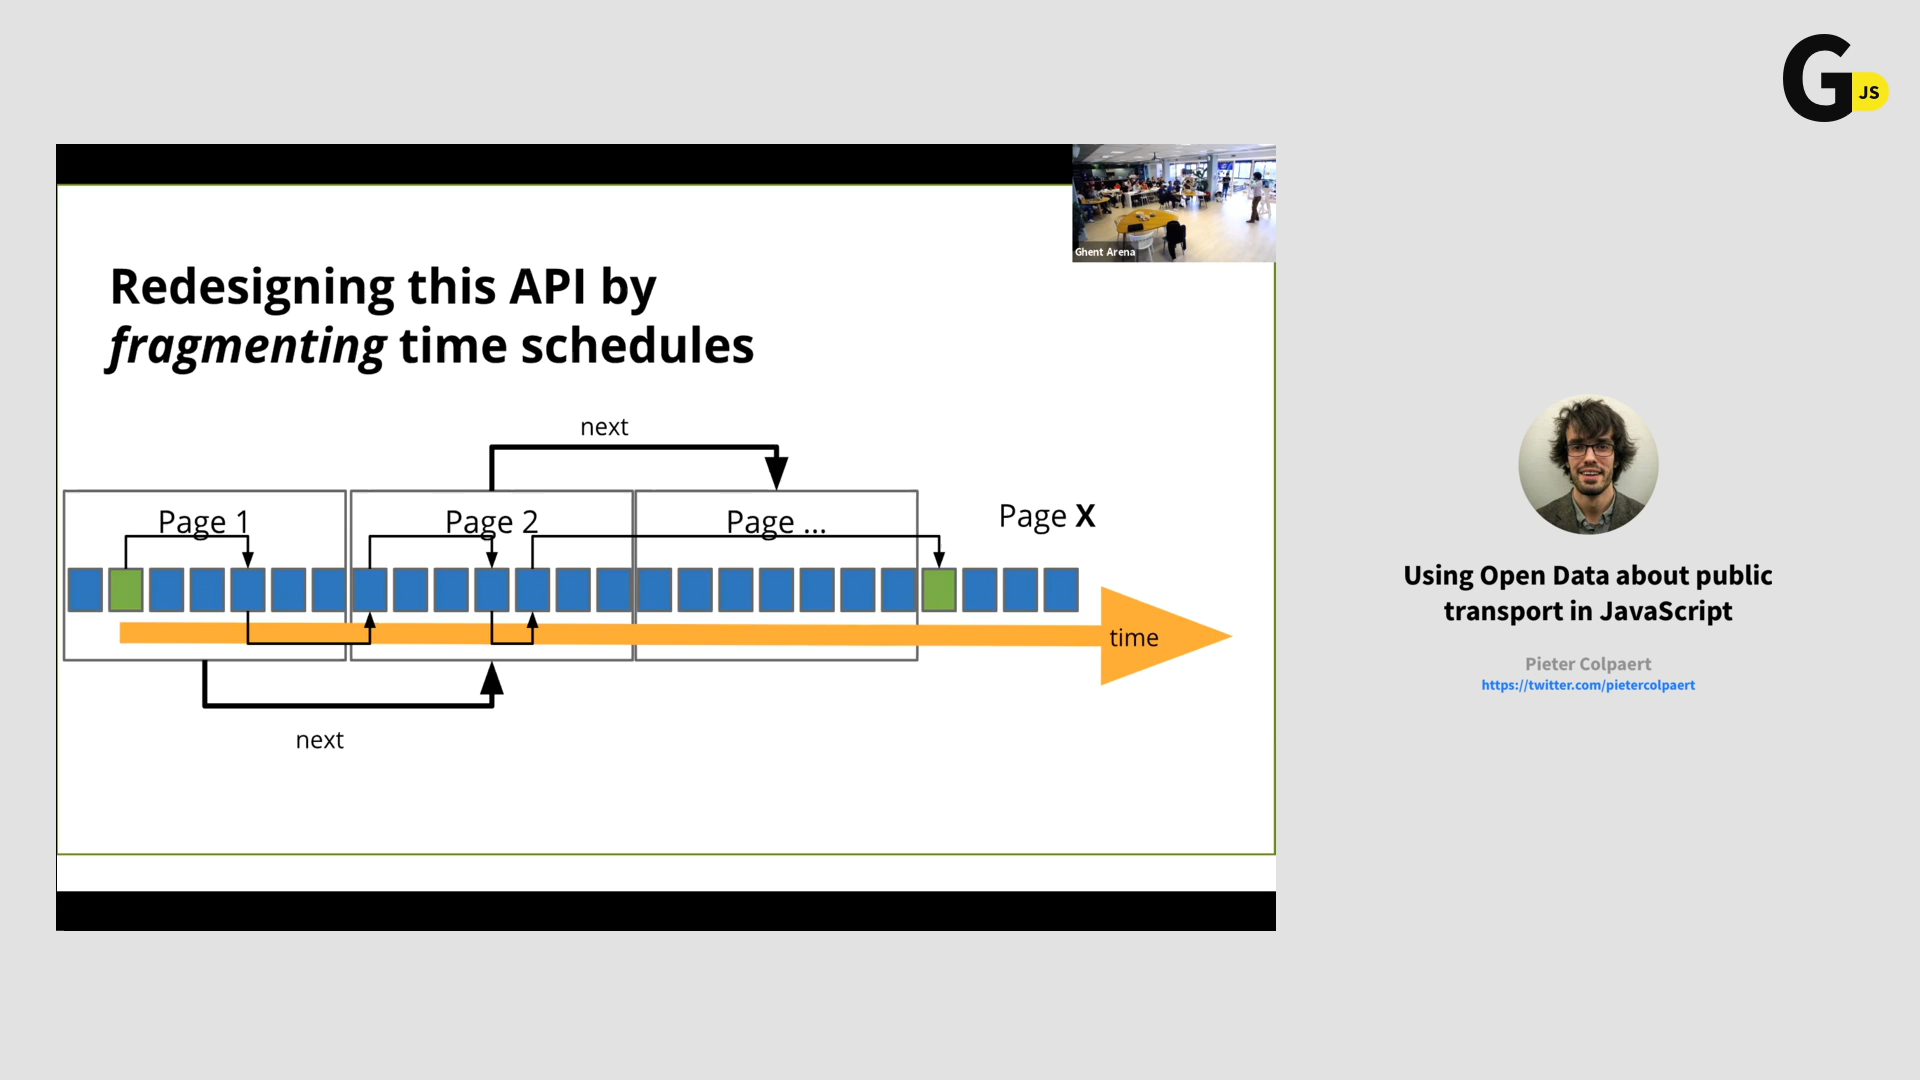 G
JS
Ghent Arena
Redesigning this API by
fragmenting time schedules
next
Page 1
Page 2
Page ...
Page X
time
next
Using Open Data about public
transport in JavaScript
Pieter Colpaert
https://twitter.com/pietercolpaert